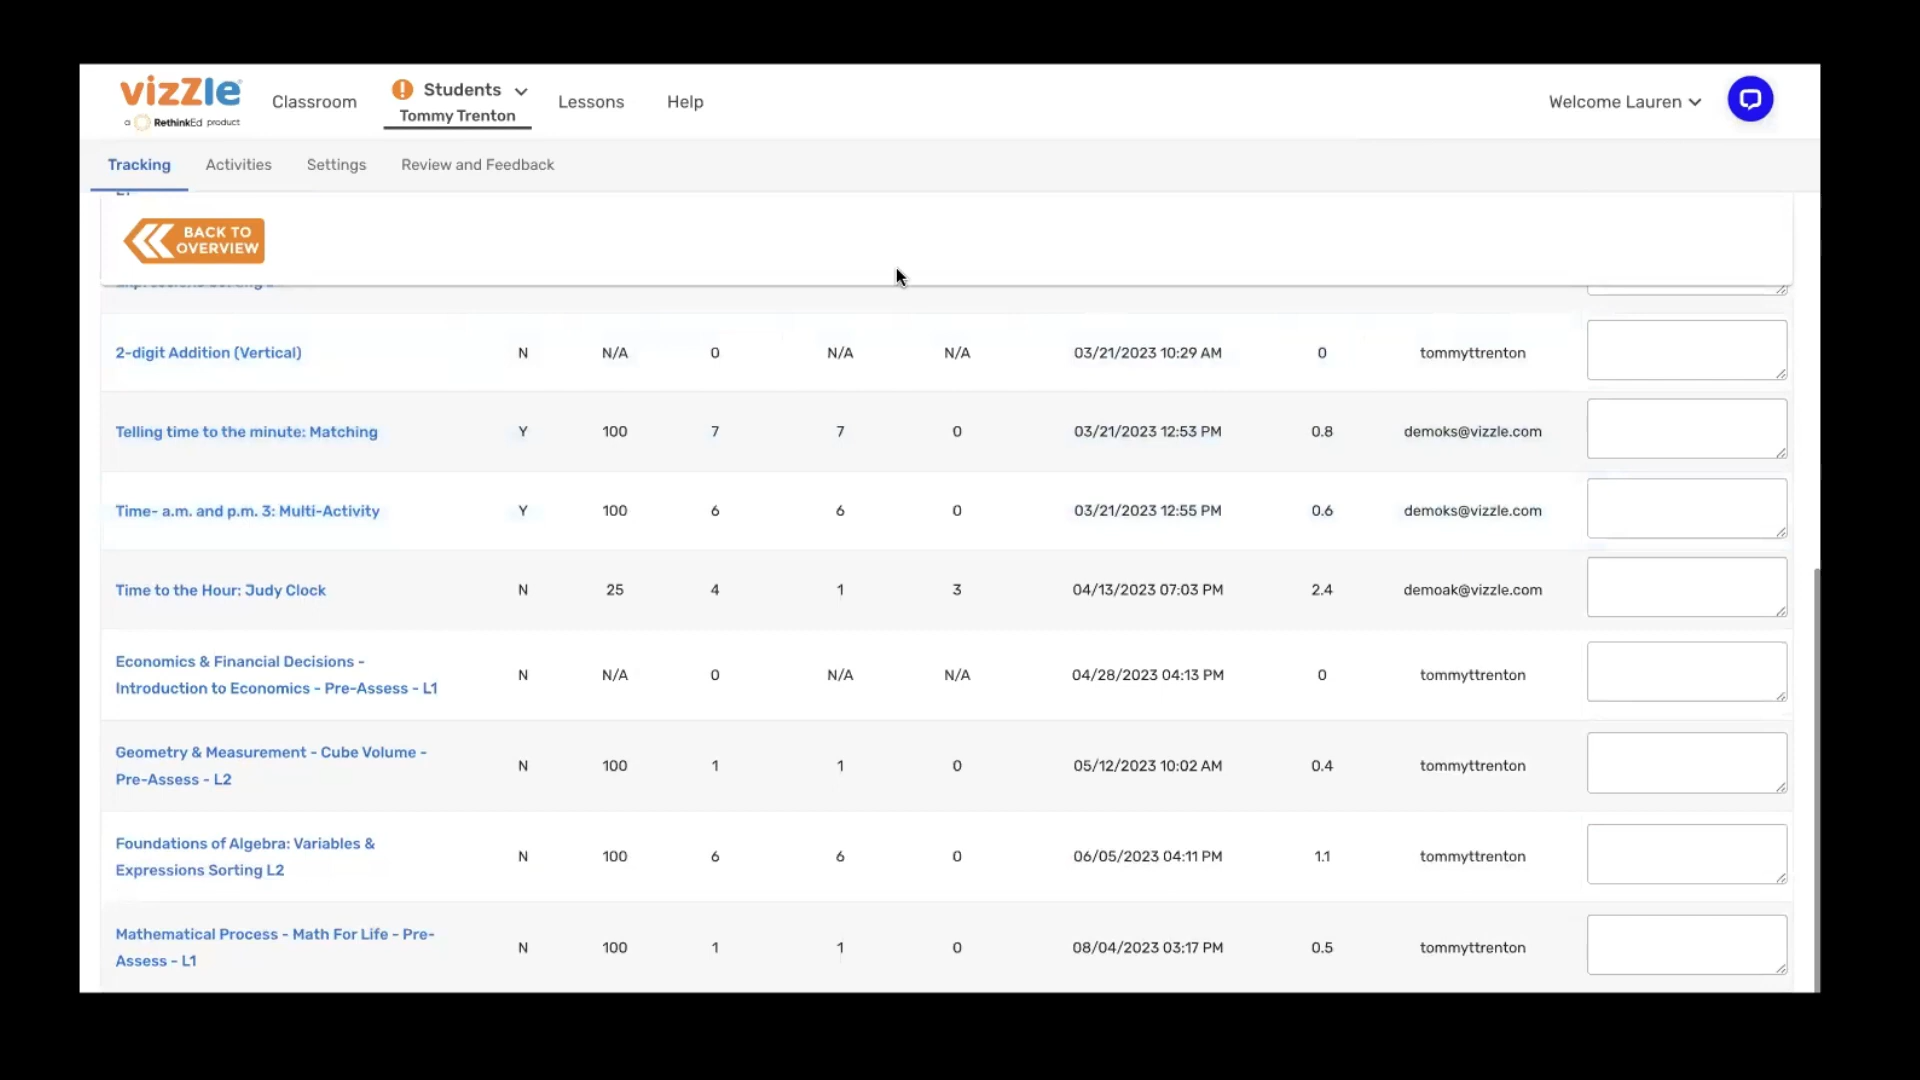 vizZle
a RethinkEd product
Classroom
Students
Tommy Trenton
Lessons
Help
Welcome Lauren
Tracking
Activities
Settings
Review and Feedback
BACK TO
OVERVIEW
2-digit Addition (Vertical) N N/A 0 N/A N/A 03/21/2023 10:29 AM 0 tommyttrenton
Telling time to the minute: Matching Y 100 7 7 0 03/21/2023 12:53 PM 0.8 demoks@vizzle.com
Time- a.m. and p.m. 3: Multi-Activity Y 100 6 6 0 03/21/2023 12:55 PM 0.6 demoks@vizzle.com
Time to the Hour: Judy Clock N 25 4 1 3 04/13/2023 07:03 PM 2.4 demoak@vizzle.com
Economics & Financial Decisions -
Introduction to Economics - Pre-Assess - L1
N N/A 0 N/A N/A 04/28/2023 04:13 PM 0 tommyttrenton
Geometry & Measurement - Cube Volume -
Pre-Assess - L2
N 100 1 1 0 05/12/2023 10:02 AM 0.4 tommyttrenton
Foundations of Algebra: Variables &
Expressions Sorting L2
N 100 6 6 0 06/05/2023 04:11 PM 1.1 tommyttrenton
Mathematical Process - Math For Life - Pre-
Assess - L1
N 100 1 1 0 08/04/2023 03:17 PM 0.5 tommyttrenton